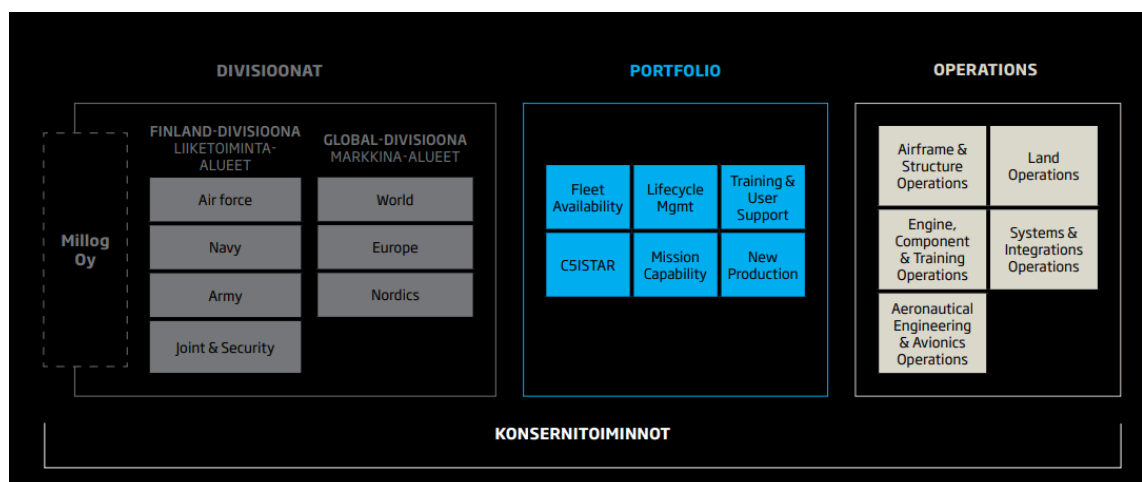 DIVISIOONAT
PORTFOLIO
OPERATIONS
Millog
Oy
FINLAND-DIVISIOONA
LIIKETOIMINTA-
ALUEET
Air force
Navy
Army
Joint & Security
GLOBAL-DIVISIOONA
MARKKINA-ALUEET
World
Europe
Nordics
Fleet
Availability
Lifecycle
Mgmt
Training &
User
Support
C5ISTAR
Mission
Capability
New
Production
Airframe &
Structure
Operations
Land
Operations
Engine,
Component
& Training
Operations
Systems &
Integrations
Operations
Aeronautical
Engineering
& Avionics
Operations
KONSERNITOIMINNOT